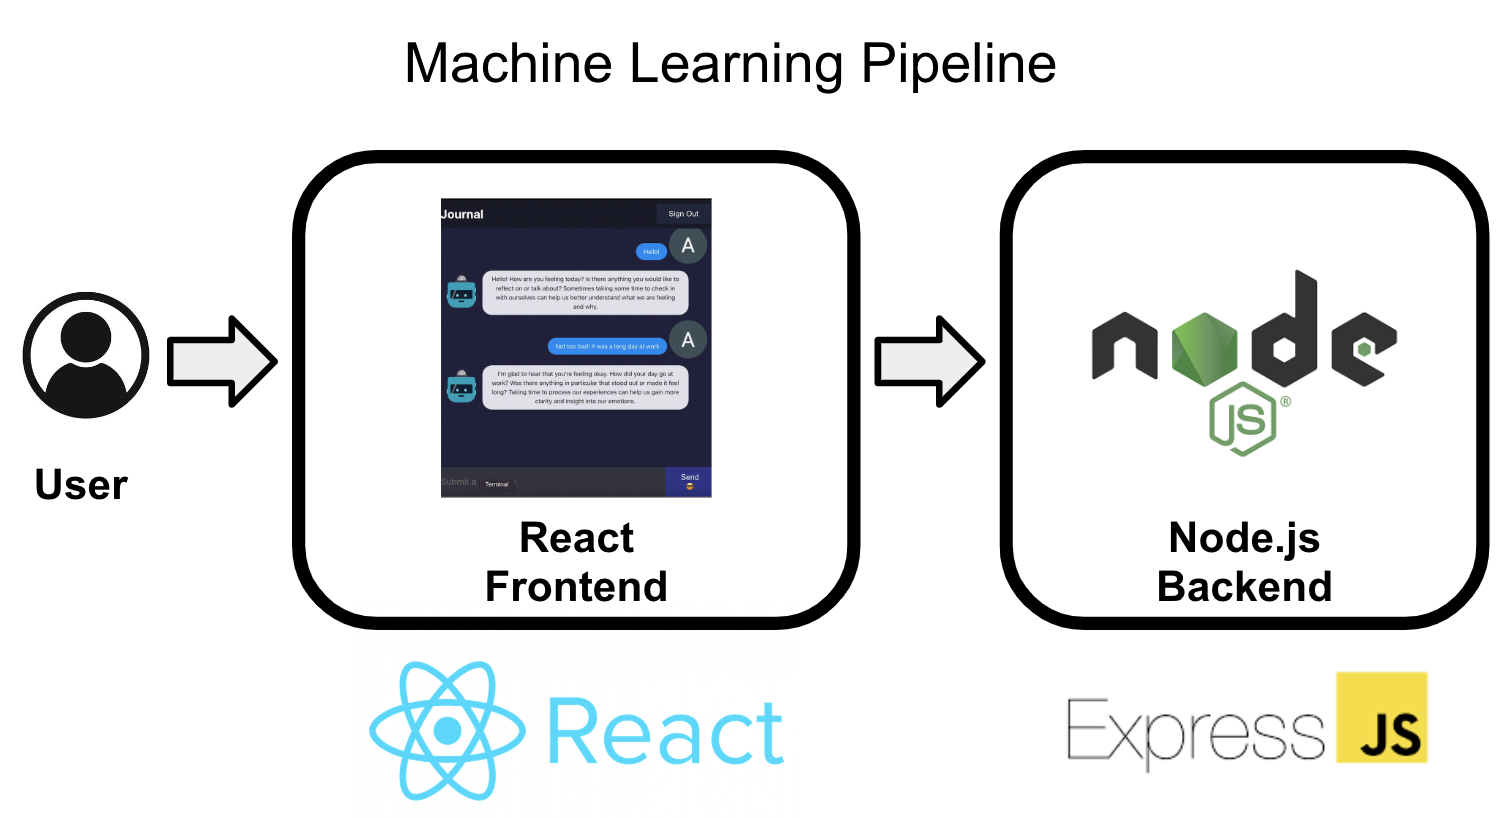 Machine Learning Pipeline
Journal
Sign Out
A
Hello!
Hello! How are you feeling today? Is there anything you would like to
reflect on or talk about? Sometimes taking some time to check in
with ourselves can help us better understand what we are feeling
and why.
A
Not too bad! It was a long day at work
I'm glad to hear that you're feeling okay. How did your day go at
work? Was there anything in particular that stood out or made it feel
long? Taking time to process our experiences can help us gain more
clarity and insight into our emotions.
Submit a
Terminal
Send
User
React
Frontend
node
JS®
Node.js
Backend
React
Express JS